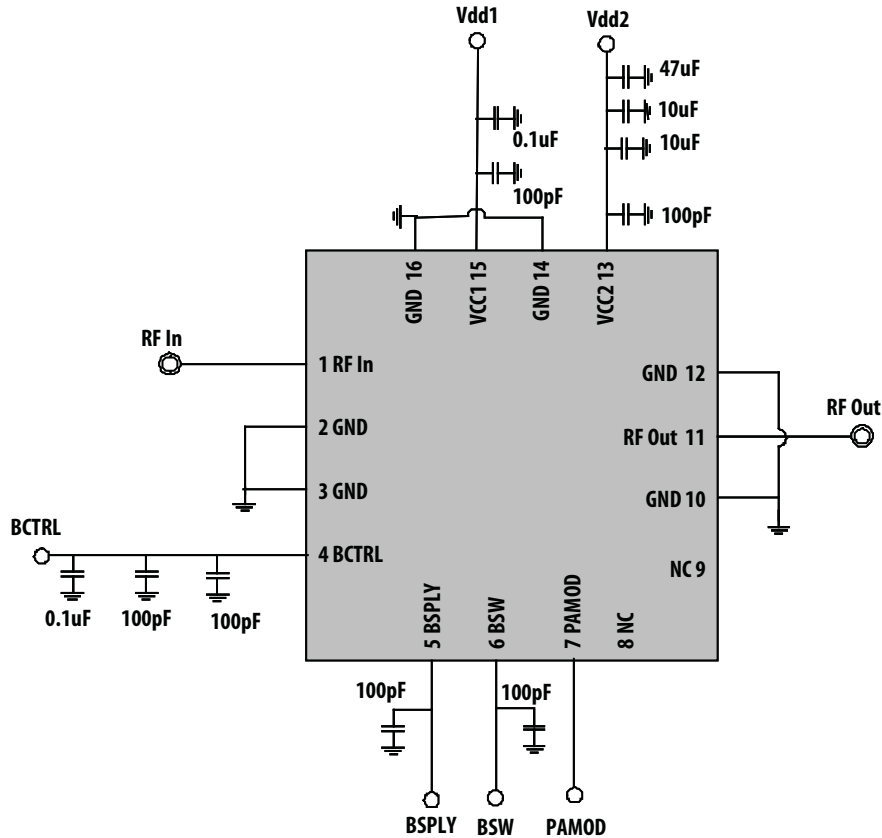 Vdd1
Vdd2
47uF
10uF
0.1uF
10uF
100pF
100pF
GND 16
VCC1 15
GND 14
VCC2 13
RF In
1 RF In
GND 12
RF Out
2 GND
RF Out 11
3 GND
GND 10
BCTRL
4 BCTRL
NC 9
0.1uF
100pF
100pF
5 BSPLY
6 BSW
7 PAMOD
8 NC
100pF
100pF
BSPLY
BSW
PAMOD